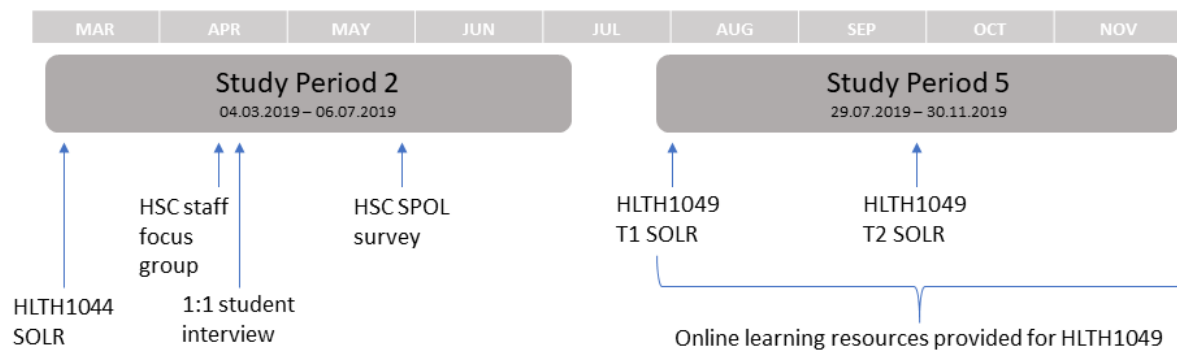 MAR APR MAY JUN JUL AUG SEP OCT NOV
Study Period 2
04.03.2019 – 06.07.2019
Study Period 5
29.07.2019 – 30.11.2019
HLTH1044
SOLR
HSC staff
focus
group
1:1 student
interview
HSC SPOL
survey
HLTH1049
T1 SOLR
HLTH1049
T2 SOLR
Online learning resources provided for HLTH1049